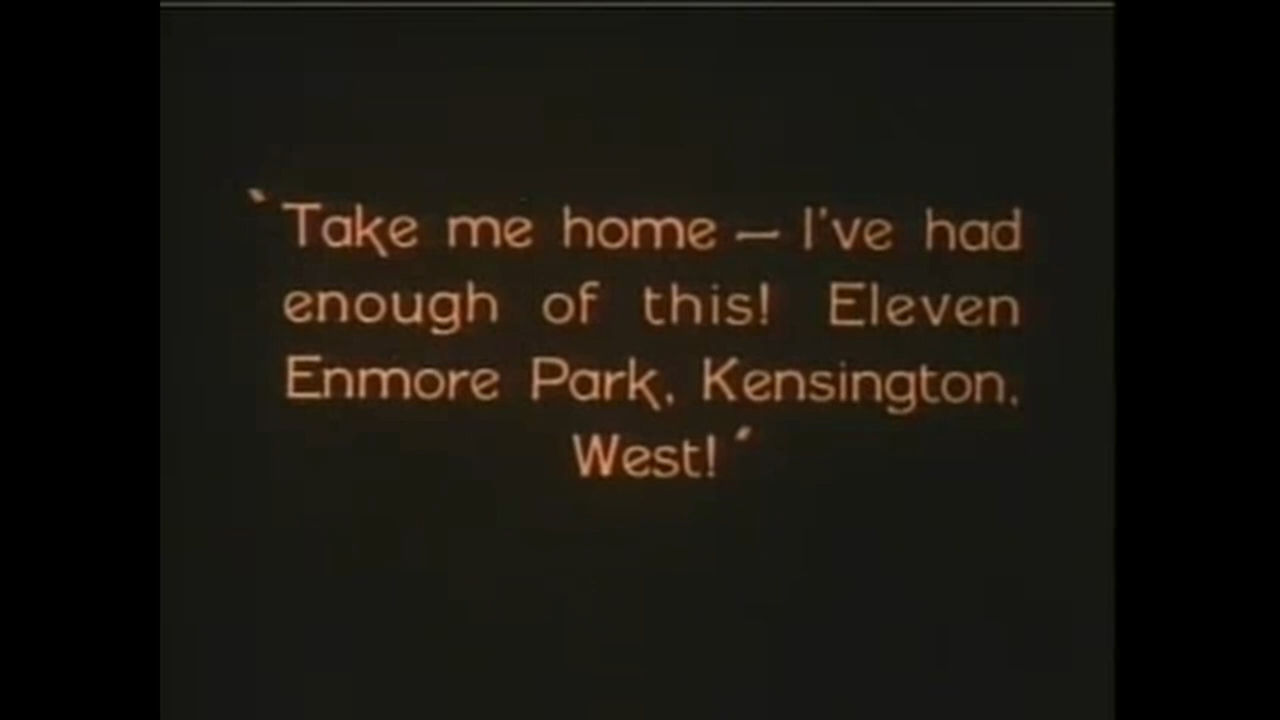 ‵Take me home — I've had
enough of this! Eleven
Enmore Park, Kensington,
West!′